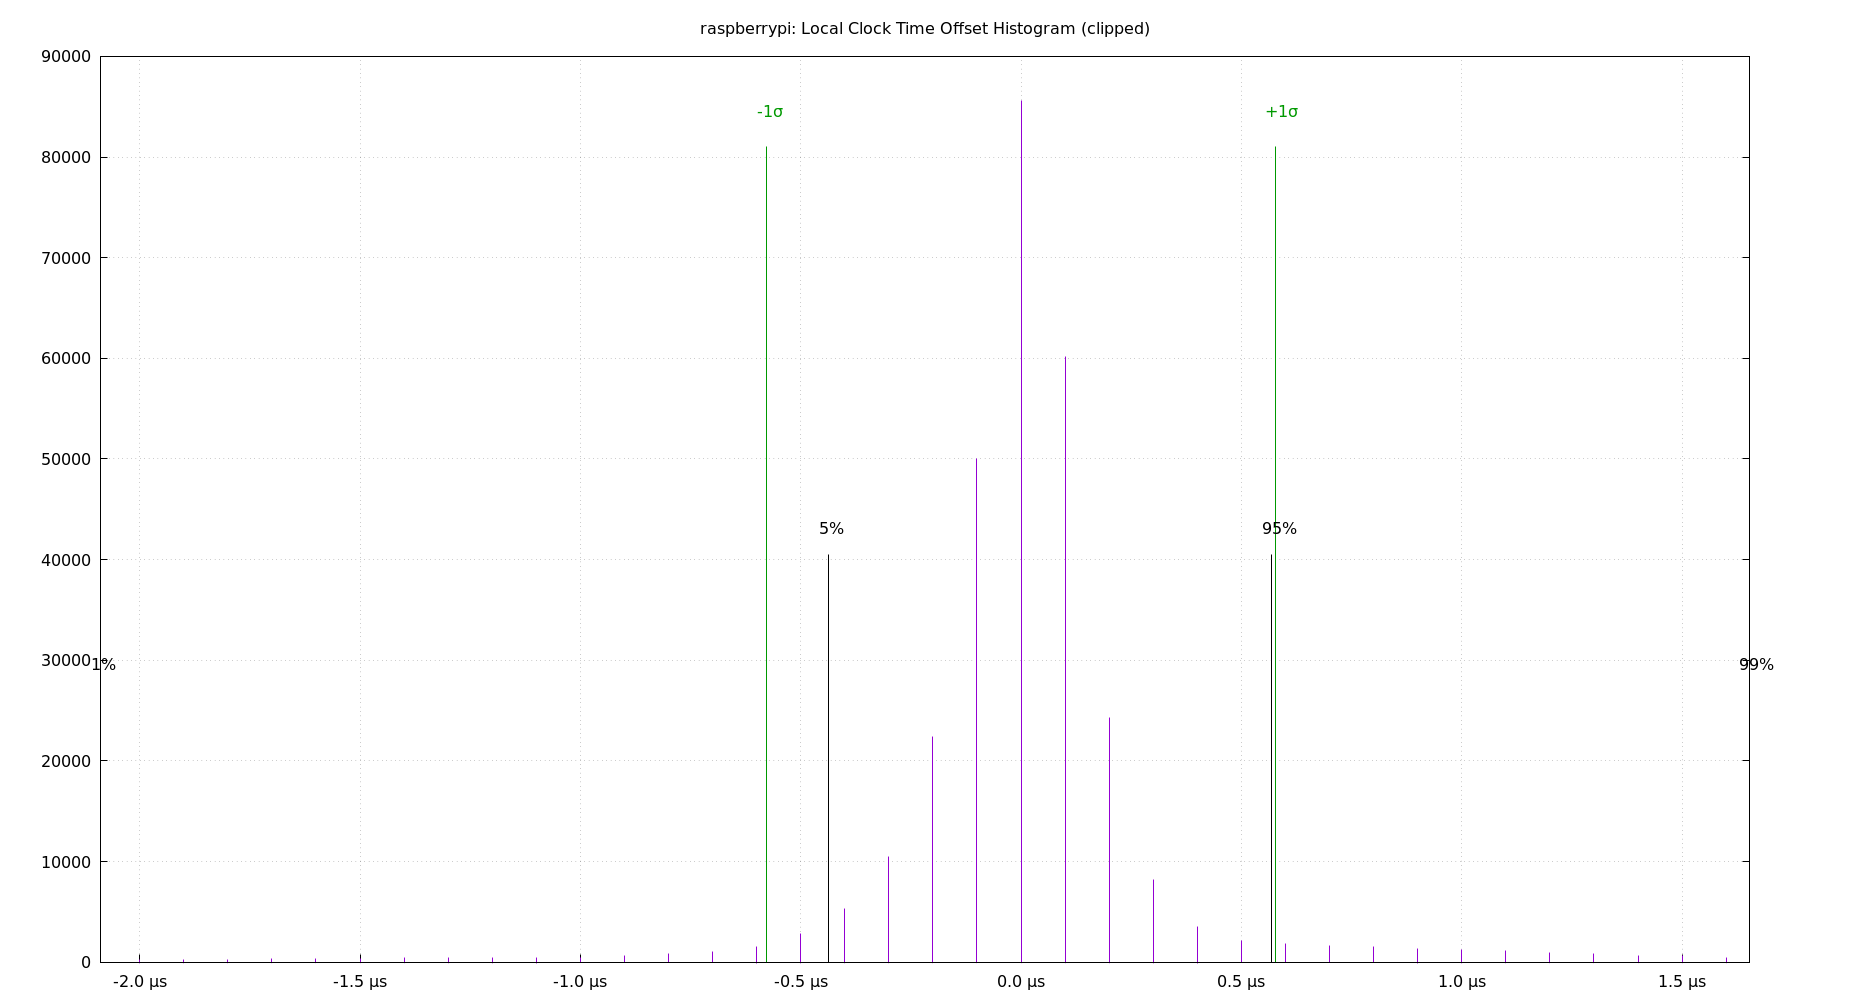 raspberrypi: Local Clock Time Offset Histogram (clipped)
90000
-1σ
+1σ
80000
70000
60000
50000
5%
95%
40000
30000
1%
99%
20000
10000
0
-2.0 µs
-1.5 µs
-1.0 µs
-0.5 µs
0.0 µs
0.5 µs
1.0 µs
1.5 µs